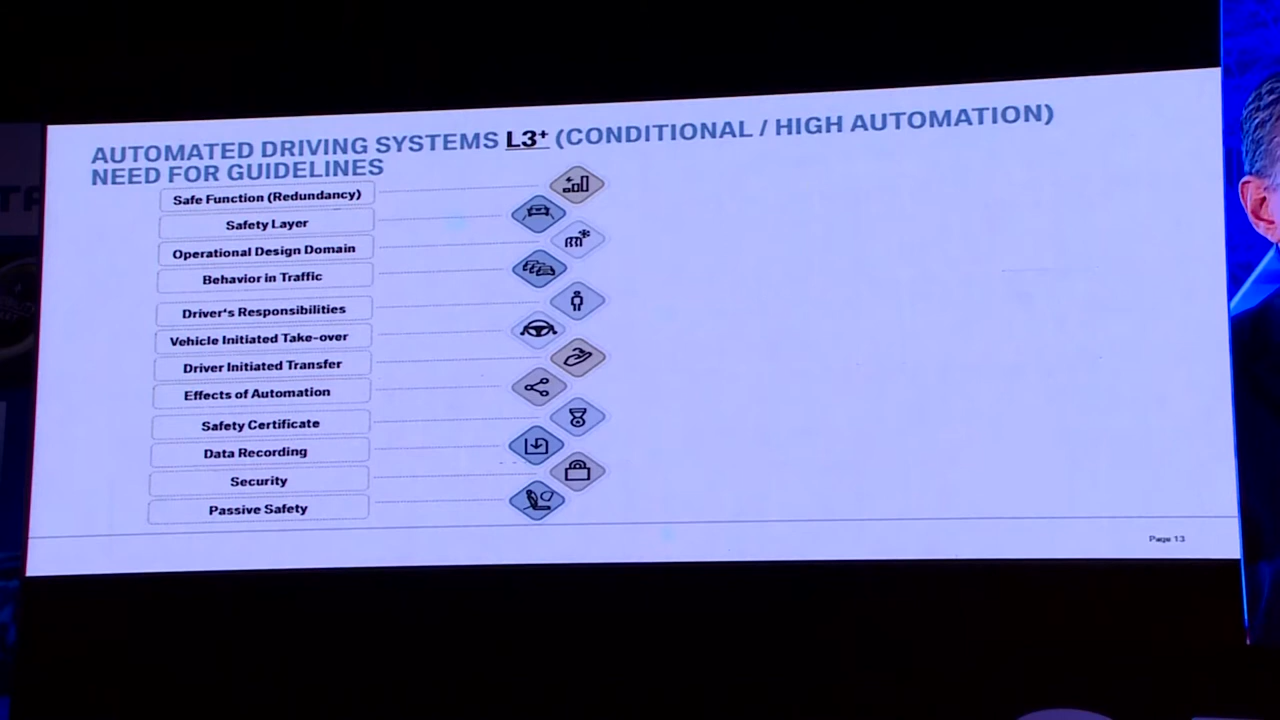 AUTOMATED DRIVING SYSTEMS L3+ (CONDITIONAL / HIGH AUTOMATION)
NEED FOR GUIDELINES
Safe Function (Redundancy)
Safety Layer
Operational Design Domain
Behavior in Traffic
Driver's Responsibilities
Vehicle Initiated Take-over
Driver Initiated Transfer
Effects of Automation
Safety Certificate
Data Recording
Security
Passive Safety
Page 13